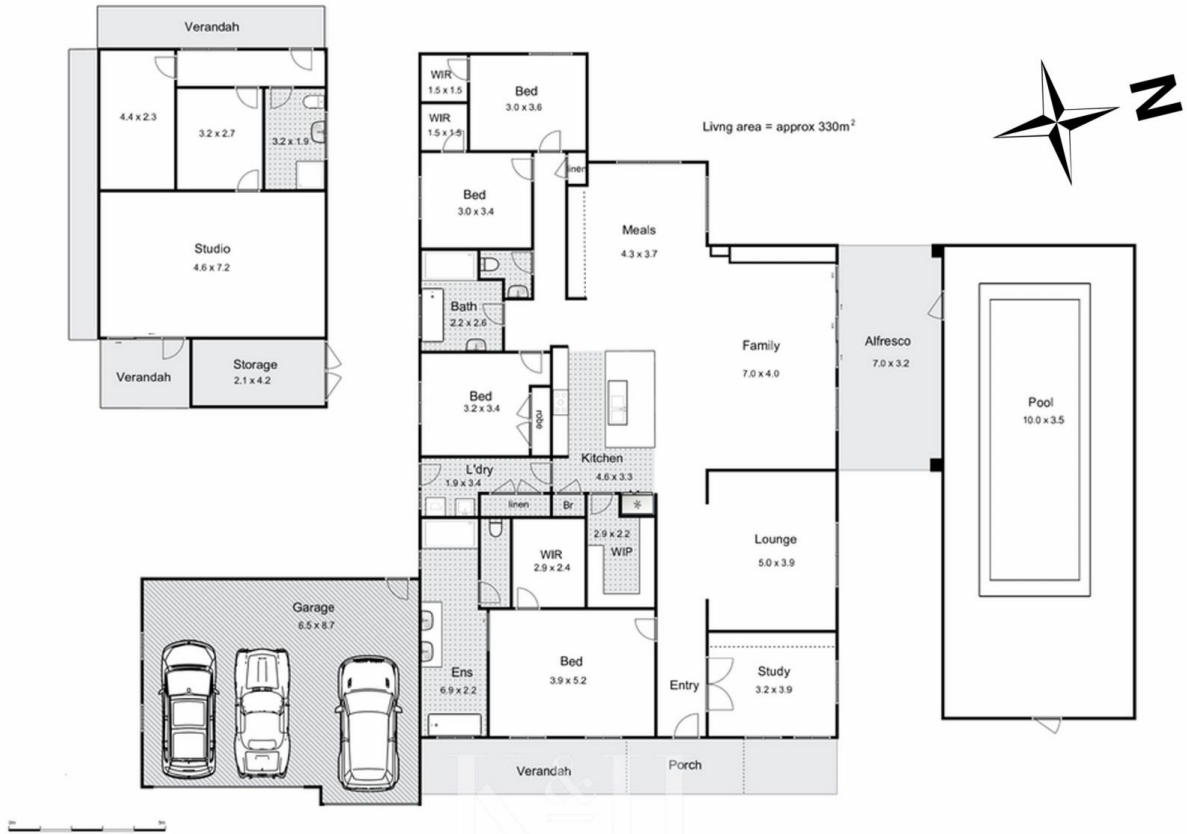 Verandah
4.4 x 2.3
3.2 x 2.7
3.2 x 1.9
Studio
4.6 x 7.2
Verandah
Storage
2.1 x 4.2
WIR
1.5 x 1.5
Bed
3.0 x 3.6
WIR
1.5 x 1.5
linen
Bed
3.0 x 3.4
Livng area = approx 330m²
N
Meals
4.3 x 3.7
Bath
2.2 x 2.6
Family
7.0 x 4.0
Alfresco
7.0 x 3.2
Pool
10.0 x 3.5
Bed
3.2 x 3.4
robe
Kitchen
4.6 x 3.3
L'dry
1.9 x 3.4
linen
Br
*
2.9 x 2.2
WIP
WIR
2.9 x 2.4
Lounge
5.0 x 3.9
Garage
6.5 x 8.7
Ens
6.9 x 2.2
Bed
3.9 x 5.2
Entry
Study
3.2 x 3.9
Verandah
Porch
&
0m
5m